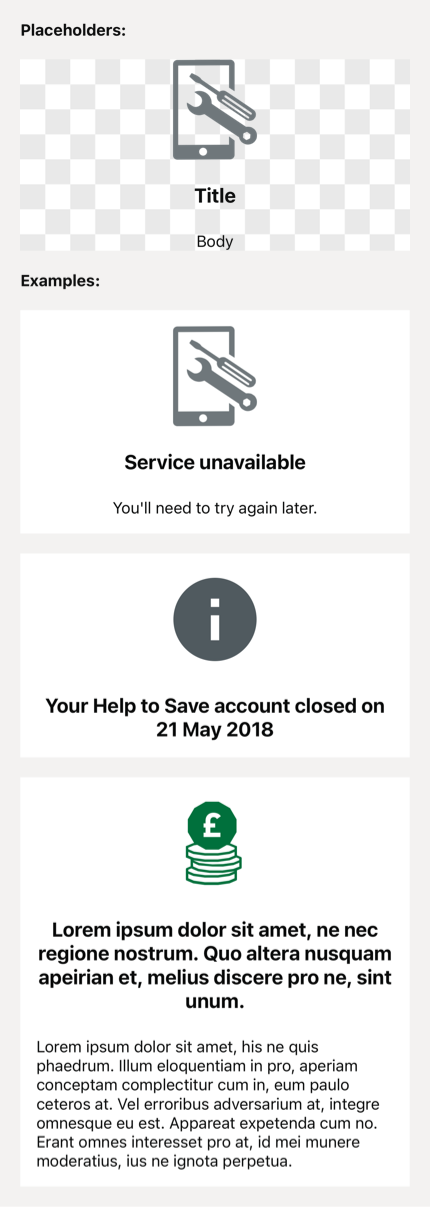 Placeholders:
Title
Body
Examples:
Service unavailable
You'll need to try again later.
Your Help to Save account closed on
21 May 2018
£
Lorem ipsum dolor sit amet, ne nec
regione nostrum. Quo altera nusquam
apeirian et, melius discere pro ne, sint
unum.
Lorem ipsum dolor sit amet, his ne quis
phaedrum. Illum eloquentiam in pro, aperiam
conceptam complectitur cum in, eum paulo
ceteros at. Vel erroribus adversarium at, integre
omnesque eu est. Appareat expetenda cum no.
Erant omnes interesset pro at, id mei munere
moderatius, ius ne ignota perpetua.